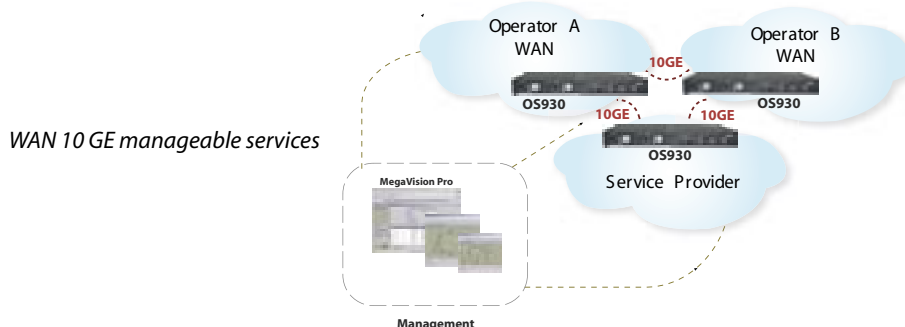 Operator A
WAN
Operator B
WAN
10GE
OS930
OS930
10GE
10GE
OS930
WAN 10 GE manageable services
Service Provider
MegaVision Pro
Management